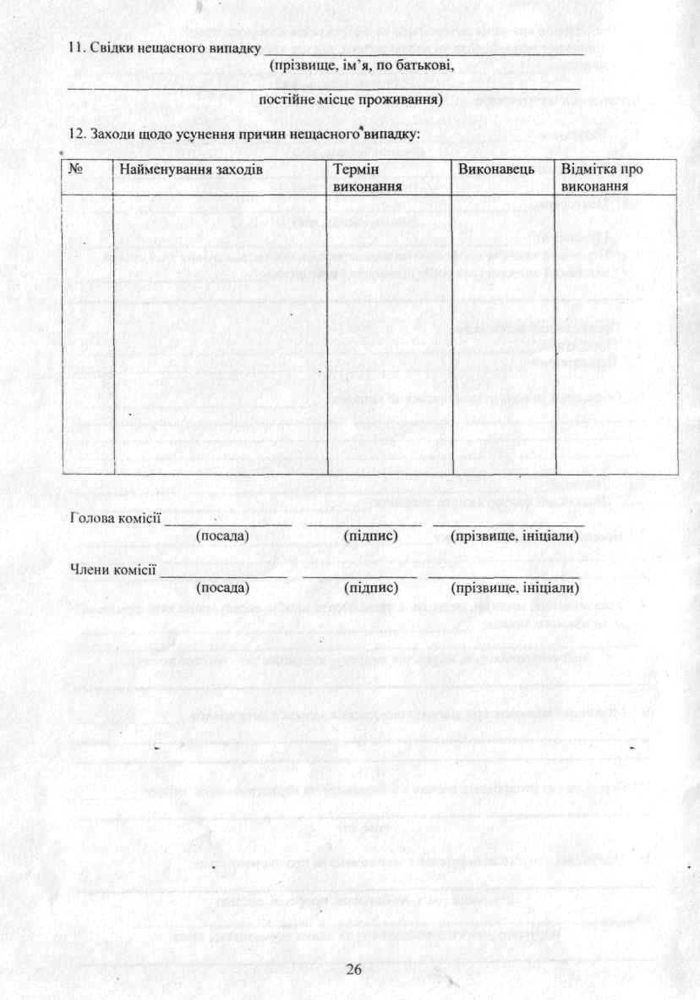 11. Свідки нещасного випадку
(прізвище, ім’я, по батькові,
постійне місце проживання)
12. Заходи щодо усунення причин нещасного випадку:
№ Найменування заходів Термін виконання Виконавець Відмітка про виконання
Голова комісії
(посада) (підпис) (прізвище, ініціали)
Члени комісії
(посада) (підпис) (прізвище, ініціали)
26